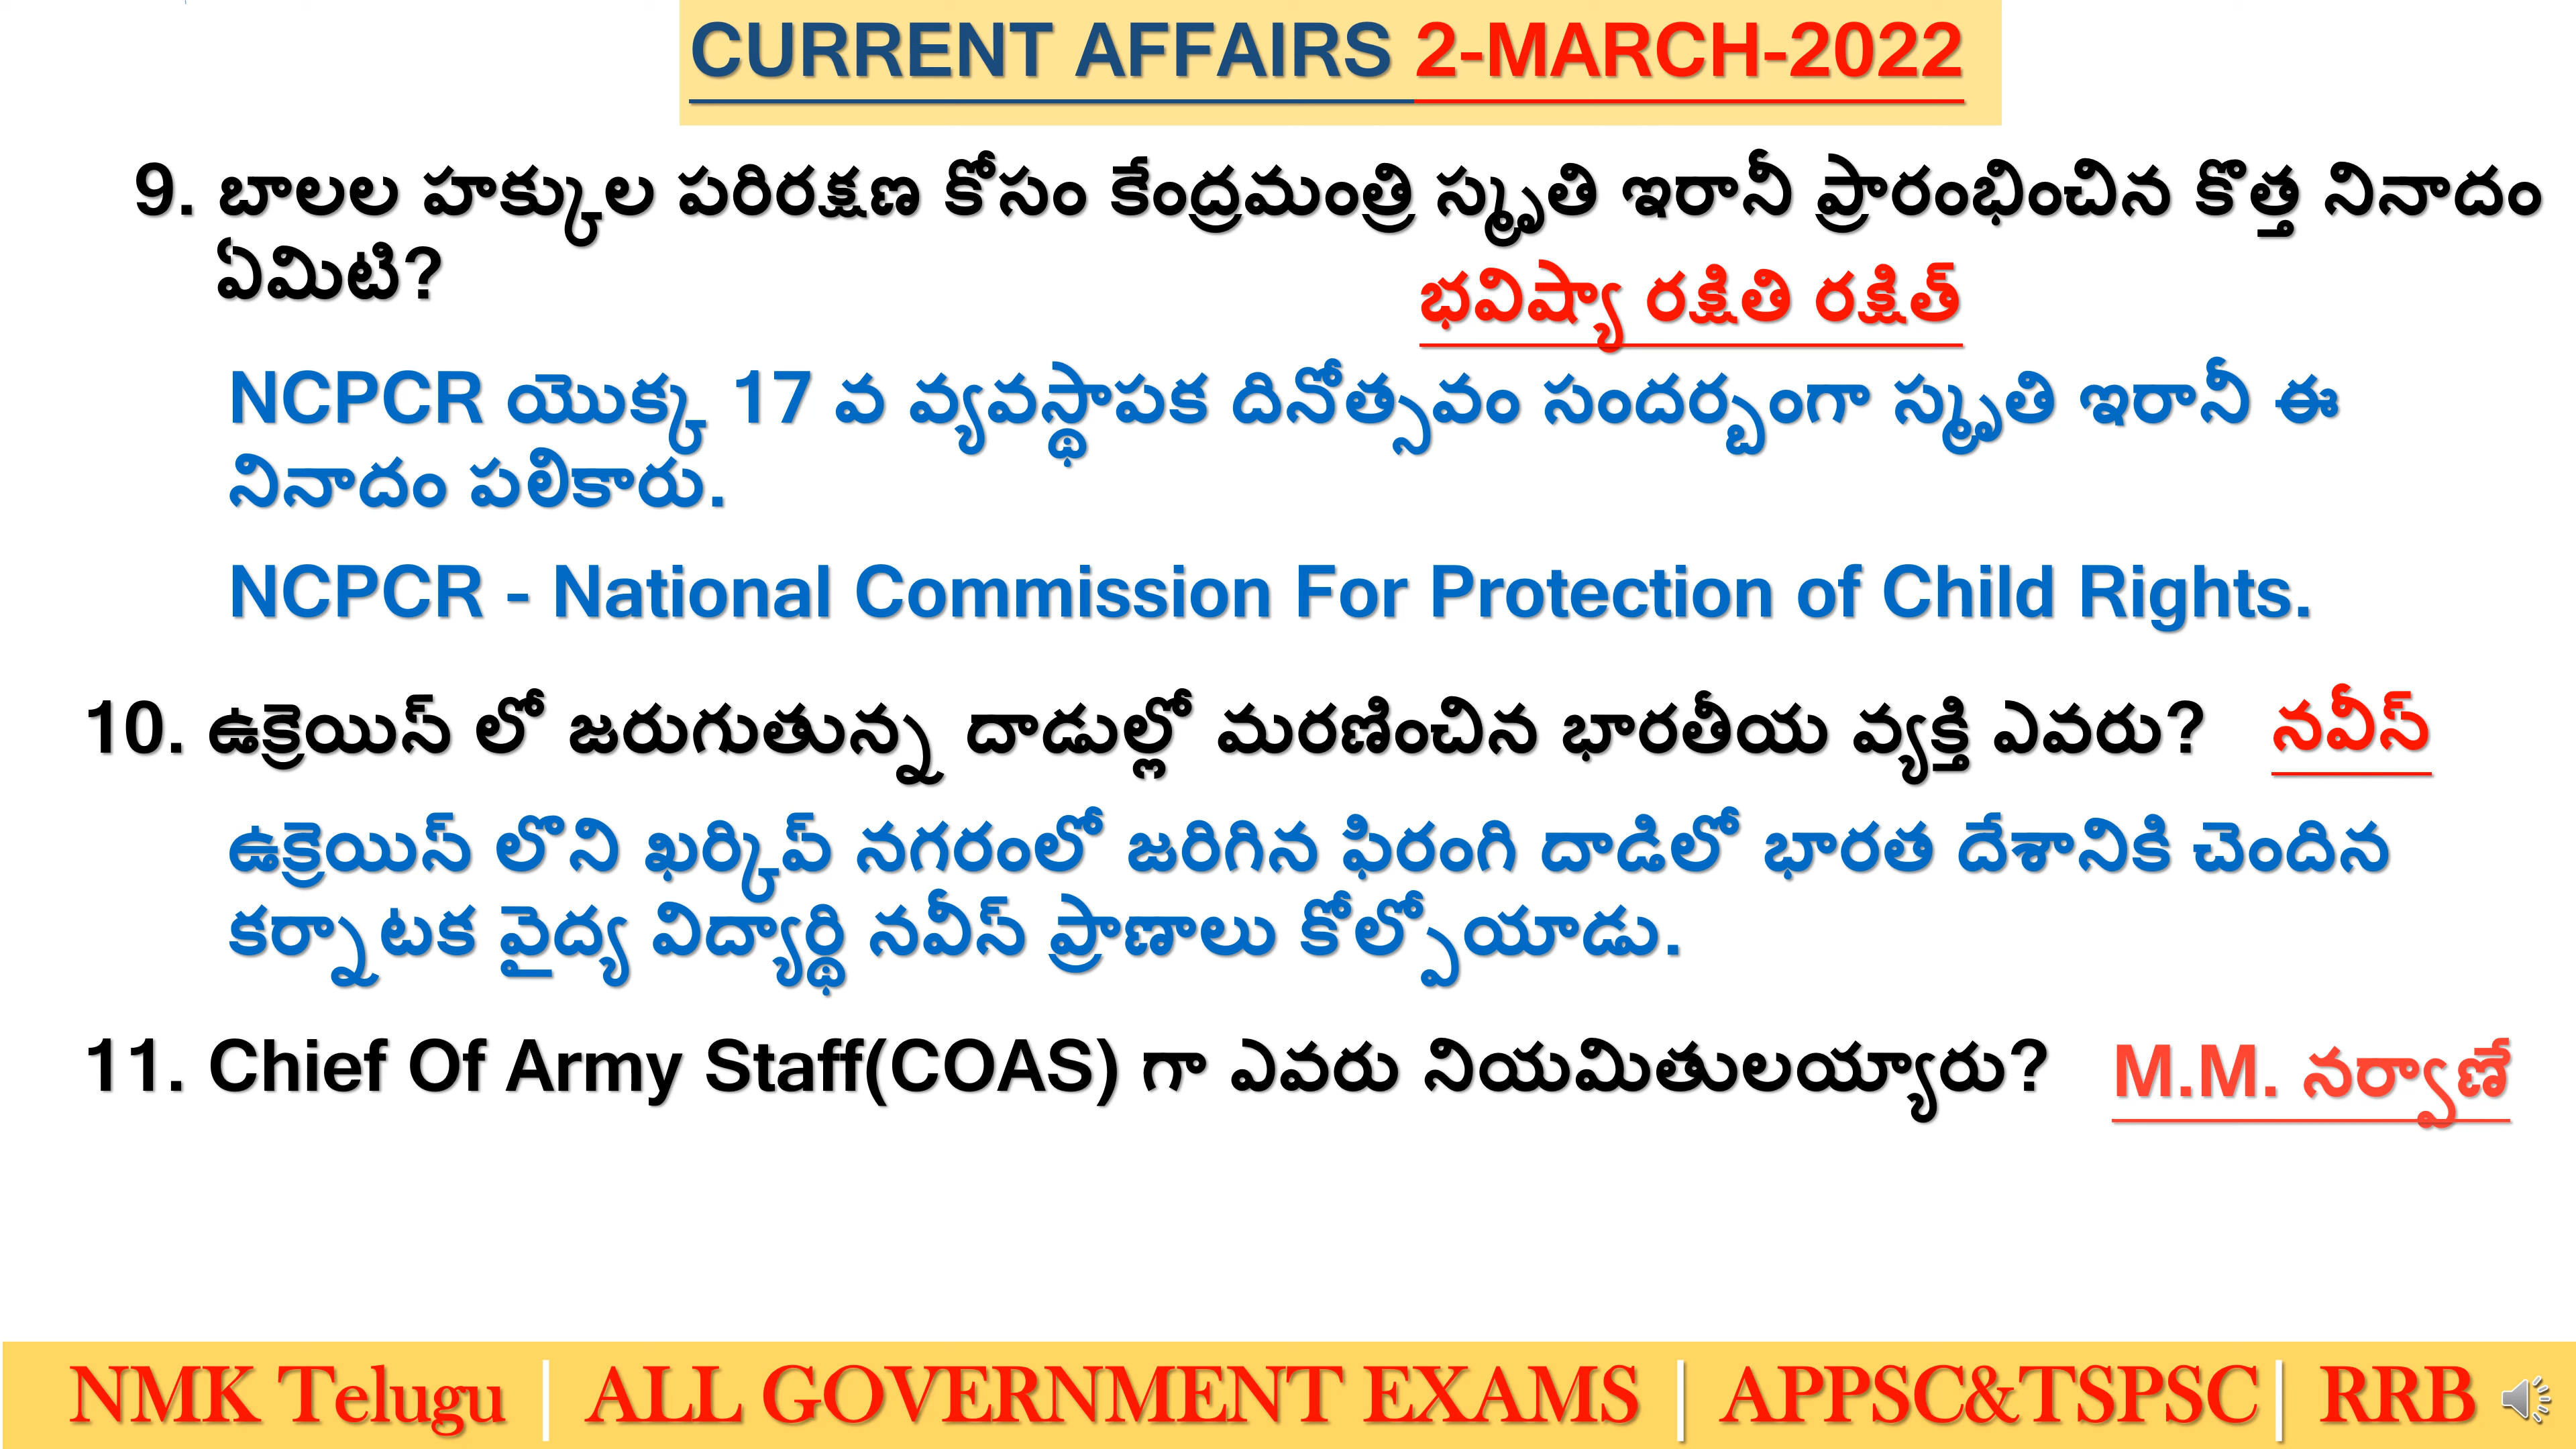 CURRENT AFFAIRS 2-MARCH-2022
9. బాలల హక్కుల పరిరక్షణ కోసం కేంద్రమంత్రి స్మృతి ఇరానీ ప్రారంభించిన కొత్త నినాదం
ఏమిటి?
భవిష్యా రక్షితి రక్షిత్
NCPCR యొక్క 17 వ వ్యవస్థాపక దినోత్సవం సందర్బంగా స్మృతి ఇరానీ ఈ
నినాదం పలికారు.
NCPCR - National Commission For Protection of Child Rights.
10. ఉక్రెయిన్ లో జరుగుతున్న దాడుల్లో మరణించిన భారతీయ వ్యక్తి ఎవరు? నవీన్
ఉక్రెయిన్ లొని ఖర్కివ్ నగరంలో జరిగిన ఫిరంగి దాడిలో భారత దేశానికి చెందిన
కర్నాటక వైద్య విద్యార్థి నవీన్ ప్రాణాలు కోల్పోయాడు.
11. Chief Of Army Staff(COAS) గా ఎవరు నియమితులయ్యారు? M.M. నర్వాణే
NMK Telugu | ALL GOVERNMENT EXAMS | APPSC&TSPSC | RRB